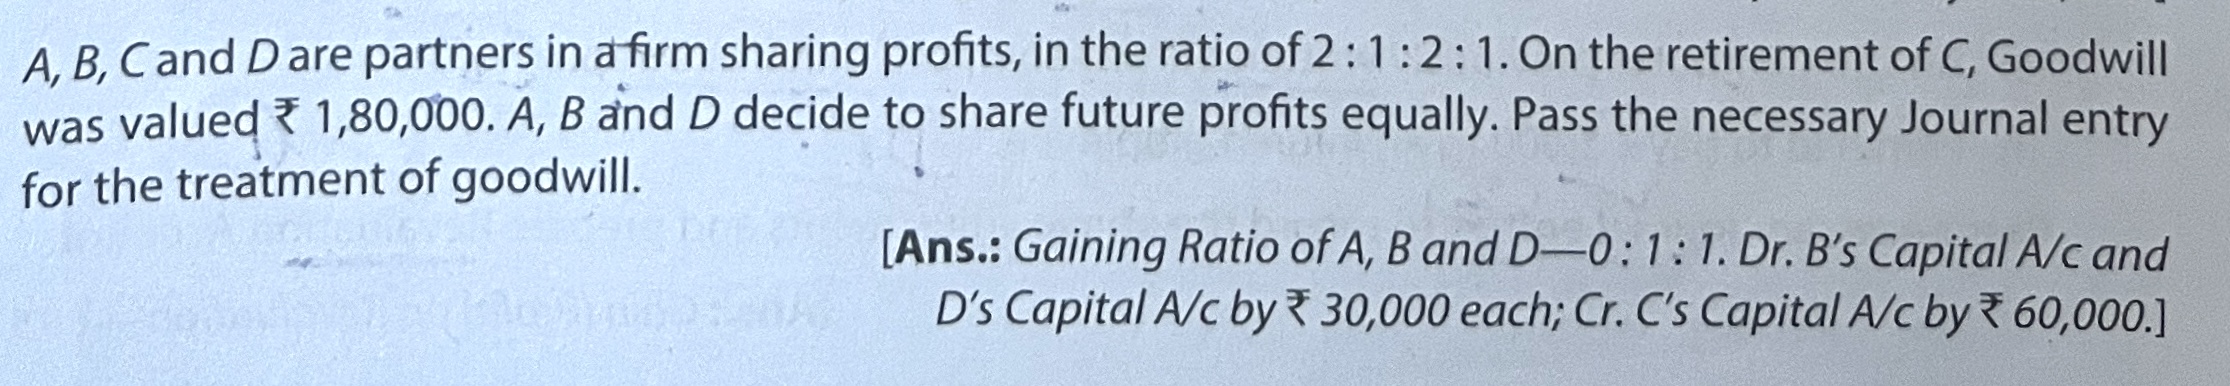 A, B, C and D are partners in a firm sharing profits, in the ratio of 2 : 1 : 2 : 1. On the retirement of C, Goodwill
was valued ₹ 1,80,000. A, B and D decide to share future profits equally. Pass the necessary Journal entry
for the treatment of goodwill.
[Ans.: Gaining Ratio of A, B and D—0 : 1 : 1. Dr. B's Capital A/c and
D's Capital A/c by ₹ 30,000 each; Cr. C's Capital A/c by ₹ 60,000.]